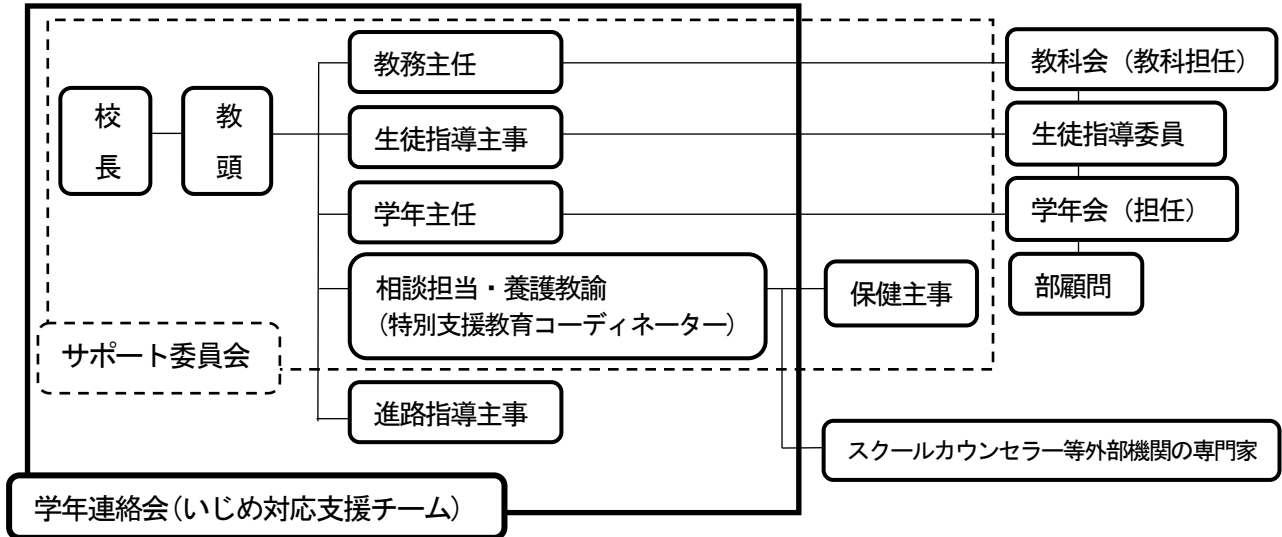 校長
教頭
教務主任
生徒指導主事
学年主任
相談担当・養護教諭
（特別支援教育コーディネーター）
進路指導主事
保健主事
教科会（教科担任）
生徒指導委員
学年会（担任）
部顧問
スクールカウンセラー等外部機関の専門家
サポート委員会
学年連絡会（いじめ対応支援チーム）